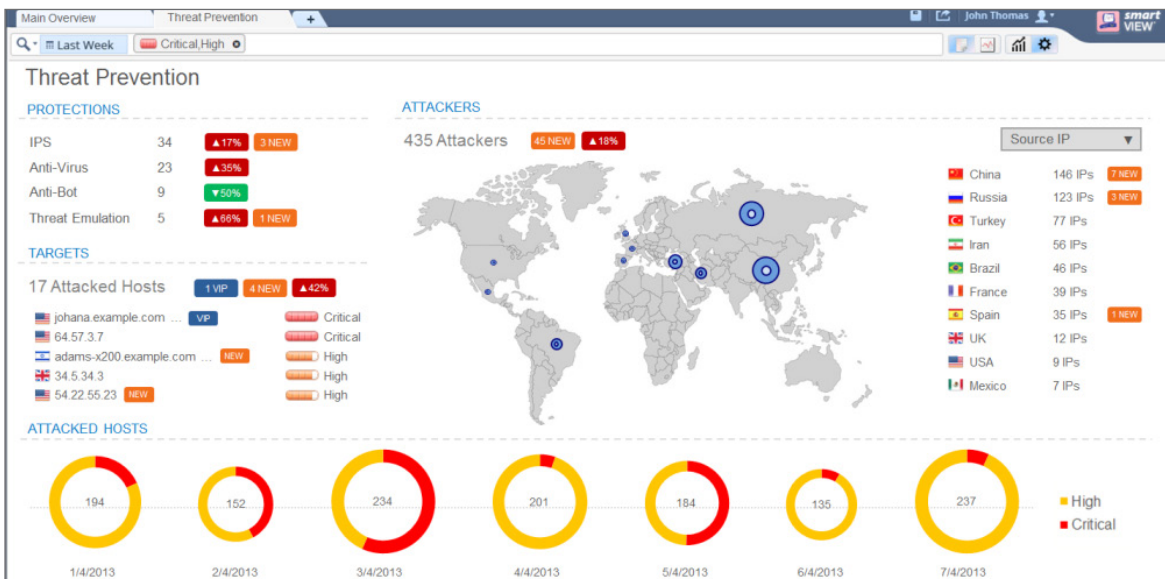 Main Overview
Threat Prevention
+
John Thomas
smart VIEW
Last Week
Critical,High
Threat Prevention
PROTECTIONS
IPS 34 ▲17% 3 NEW
Anti-Virus 23 ▲35%
Anti-Bot 9 ▼50%
Threat Emulation 5 ▲66% 1 NEW
TARGETS
17 Attacked Hosts 1 VIP 4 NEW ▲42%
johana.example.com ... VIP Critical
64.57.3.7 Critical
adams-x200.example.com ... NEW High
34.5.34.3 High
54.22.55.23 NEW High
ATTACKERS
435 Attackers 45 NEW ▲18%
Source IP ▼
China 146 IPs 7 NEW
Russia 123 IPs 3 NEW
Turkey 77 IPs
Iran 56 IPs
Brazil 46 IPs
France 39 IPs
Spain 35 IPs 1 NEW
UK 12 IPs
USA 9 IPs
Mexico 7 IPs
ATTACKED HOSTS
194 152 234 201 184 135 237
High
Critical
1/4/2013 2/4/2013 3/4/2013 4/4/2013 5/4/2013 6/4/2013 7/4/2013